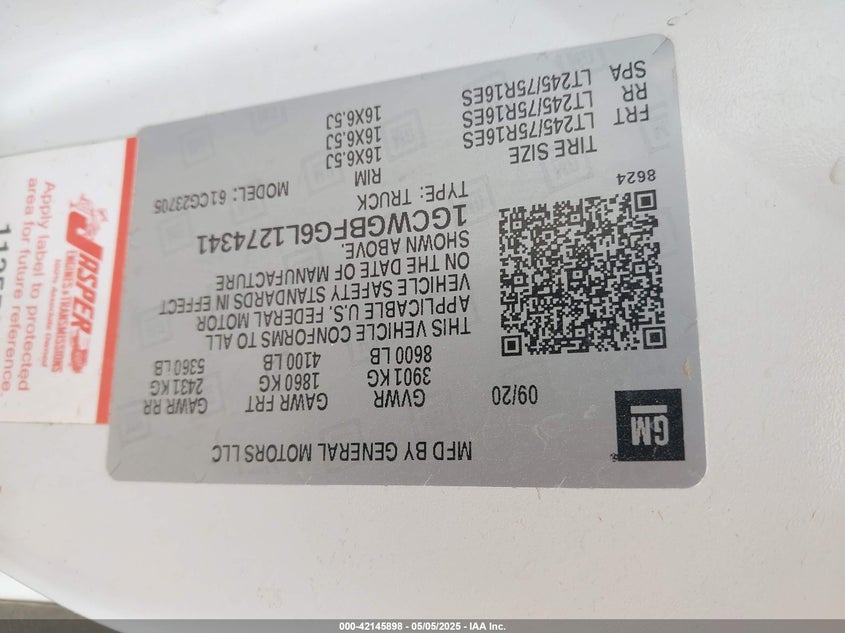 MFD BY GENERAL MOTORS LLC
GM
09/20
GVWR GAWR FRT GAWR RR
3901 KG 1860 KG 2431 KG
8600 LB 4100 LB 5360 LB
THIS VEHICLE CONFORMS TO ALL
APPLICABLE U.S. FEDERAL MOTOR
VEHICLE SAFETY STANDARDS IN EFFECT
ON THE DATE OF MANUFACTURE
SHOWN ABOVE.
1GCWGBFG6L1274341
TYPE: TRUCK MODEL: 61CG23705
8624
TIRE SIZE RIM
FRT LT245/75R16ES 16X6.5J
RR LT245/75R16ES 16X6.5J
SPA LT245/75R16ES 16X6.5J
JASPER
ENGINES & TRANSMISSIONS
100% Associate Owned
Apply label to protected
area for future reference.
000-42145898 - 05/05/2025 - IAA Inc.